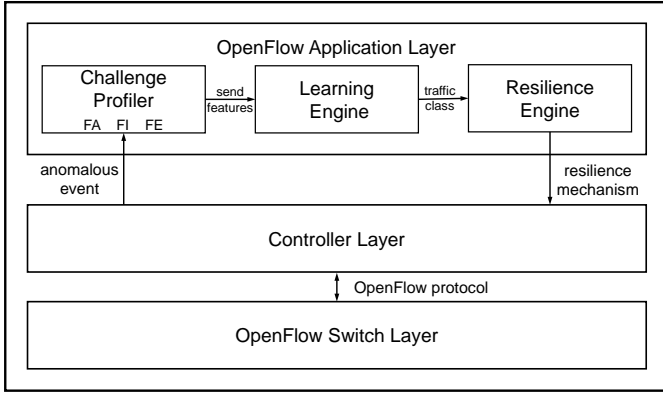 OpenFlow Application Layer
Challenge
Profiler
FA FI FE
send
features
Learning
Engine
traffic
class
Resilience
Engine
anomalous
event
resilience
mechanism
Controller Layer
OpenFlow protocol
OpenFlow Switch Layer